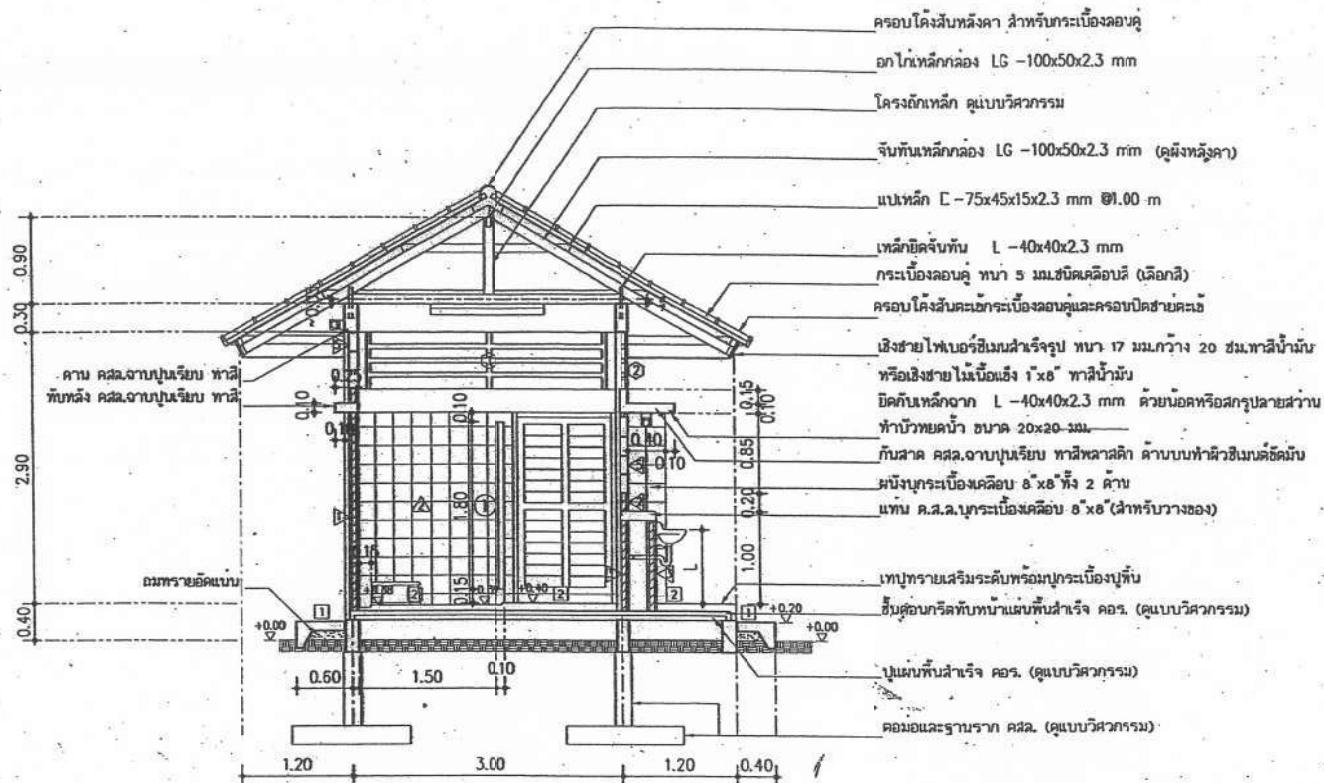 ครอบโค้งสันหลังคา สำหรับกระเบื้องลอนคู่
อกไก่เหล็กกล่อง LG -100x50x2.3 mm
โครงถักเหล็ก ดูแบบวิศวกรรม
จันทันเหล็กกล่อง LG -100x50x2.3 mm (ดูผังหลังคา)
แปเหล็ก C -75x45x15x2.3 mm @1.00 m
เหล็กยึดจันทัน L -40x40x2.3 mm
กระเบื้องลอนคู่ หนา 5 มม.ชนิดเคลือบสี (เลือกสี)
ครอบโค้งสันตะเข้กระเบื้องลอนคู่และครอบปิดชายตะเข้
เชิงชายไฟเบอร์ซิเมนสำเร็จรูป หนา 17 มม.กว้าง 20 ซม.ทาสีน้ำมัน
หรือเชิงชายไม้เนื้อแข็ง 1"x8" ทาสีน้ำมัน
ยึดกับเหล็กฉาก L -40x40x2.3 mm ด้วยน้อตหรือสกรูปลายสว่าน
ทำบัวหยดน้ำ ขนาด 20x20 มม.
กันสาด คสล.ฉาบปูนเรียบ ทาสีพลาสติก ด้านบนทำผิวซิเมนต์ขัดมัน
ผนังบุกระเบื้องเคลือบ 8"x8"ทั้ง 2 ด้าน
แท่น ค.ส.ล.บุกระเบื้องเคลือบ 8"x8"(สำหรับวางของ)
เทปูทรายเสริมระดับพร้อมปูกระเบื้องปูพื้น
ชั้นคอนกรีตทับหน้าแผ่นพื้นสำเร็จ คอร. (ดูแบบวิศวกรรม)
ปูแผ่นพื้นสำเร็จ คอร. (ดูแบบวิศวกรรม)
ตอม่อและฐานราก คสล. (ดูแบบวิศวกรรม)
คาน คสล.ฉาบปูนเรียบ ทาสี
ทับหลัง คสล.ฉาบปูนเรียบ ทาสี
ถมทรายอัดแน่น
0.90
0.30
2.90
0.40
0.25
0.10
0.10
0.15
0.10
2
0.40
0.10
0.85
0.20
1.80
1
2
0.15
0.15
1.00
L
1
2
+0.40
2
2
1
+0.20
+0.00
+0.00
0.60
1.50
0.10
1.20
3.00
1.20
0.40